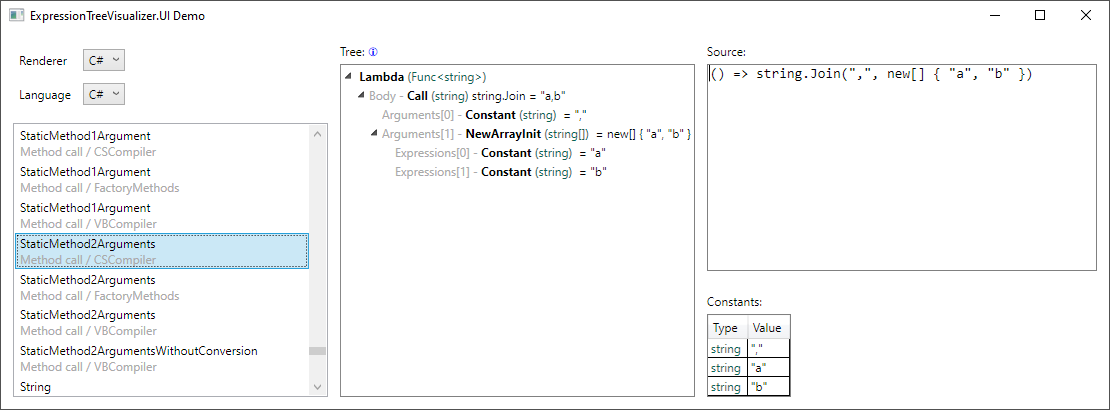 ExpressionTreeVisualizer.UI Demo
Renderer C#
Language C#
StaticMethod1Argument
Method call / CSCompiler
StaticMethod1Argument
Method call / FactoryMethods
StaticMethod1Argument
Method call / VBCompiler
StaticMethod2Arguments
Method call / CSCompiler
StaticMethod2Arguments
Method call / FactoryMethods
StaticMethod2Arguments
Method call / VBCompiler
StaticMethod2ArgumentsWithoutConversion
Method call / VBCompiler
String
Tree:
Lambda (Func<string>)
Body - Call (string) string.Join = "a,b"
Arguments[0] - Constant (string) = ","
Arguments[1] - NewArrayInit (string[]) = new[] { "a", "b" }
Expressions[0] - Constant (string) = "a"
Expressions[1] - Constant (string) = "b"
Source:
() => string.Join(",", new[] { "a", "b" })
Constants:
Type Value
string ","
string "a"
string "b"